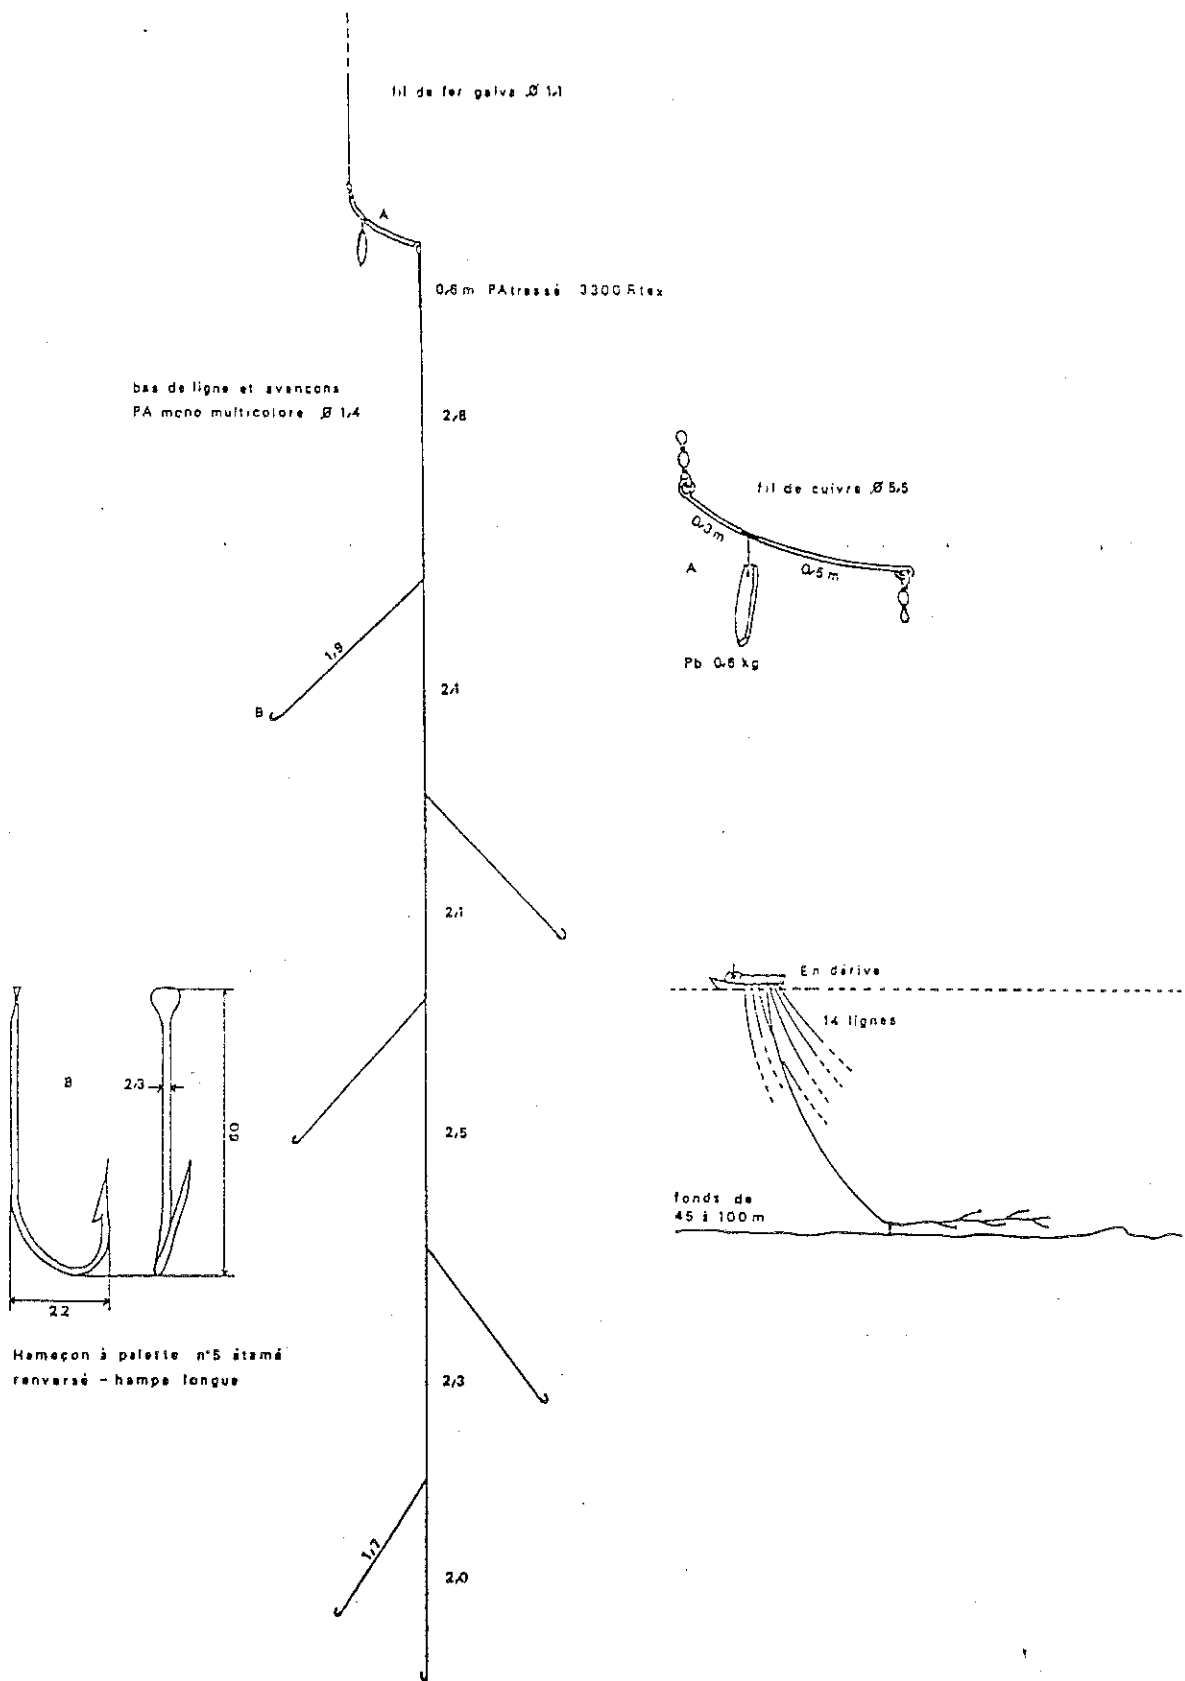 fil de fer galva Ø 1,1
A
0,6 m PA tressé 3300 Rtex
bas de ligne et avançons
PA mono multicolore Ø 1,4
2,8
fil de cuivre Ø 5,5
0,3 m
0,5 m
A
Pb 0,6 kg
1,9
B
2,1
2,1
En dérive
14 lignes
B
2,3
60
2,5
fonds de
45 à 100 m
22
Hameçon à palette n°5 étamé
renversé - hampe longue
2,3
1,7
2,0